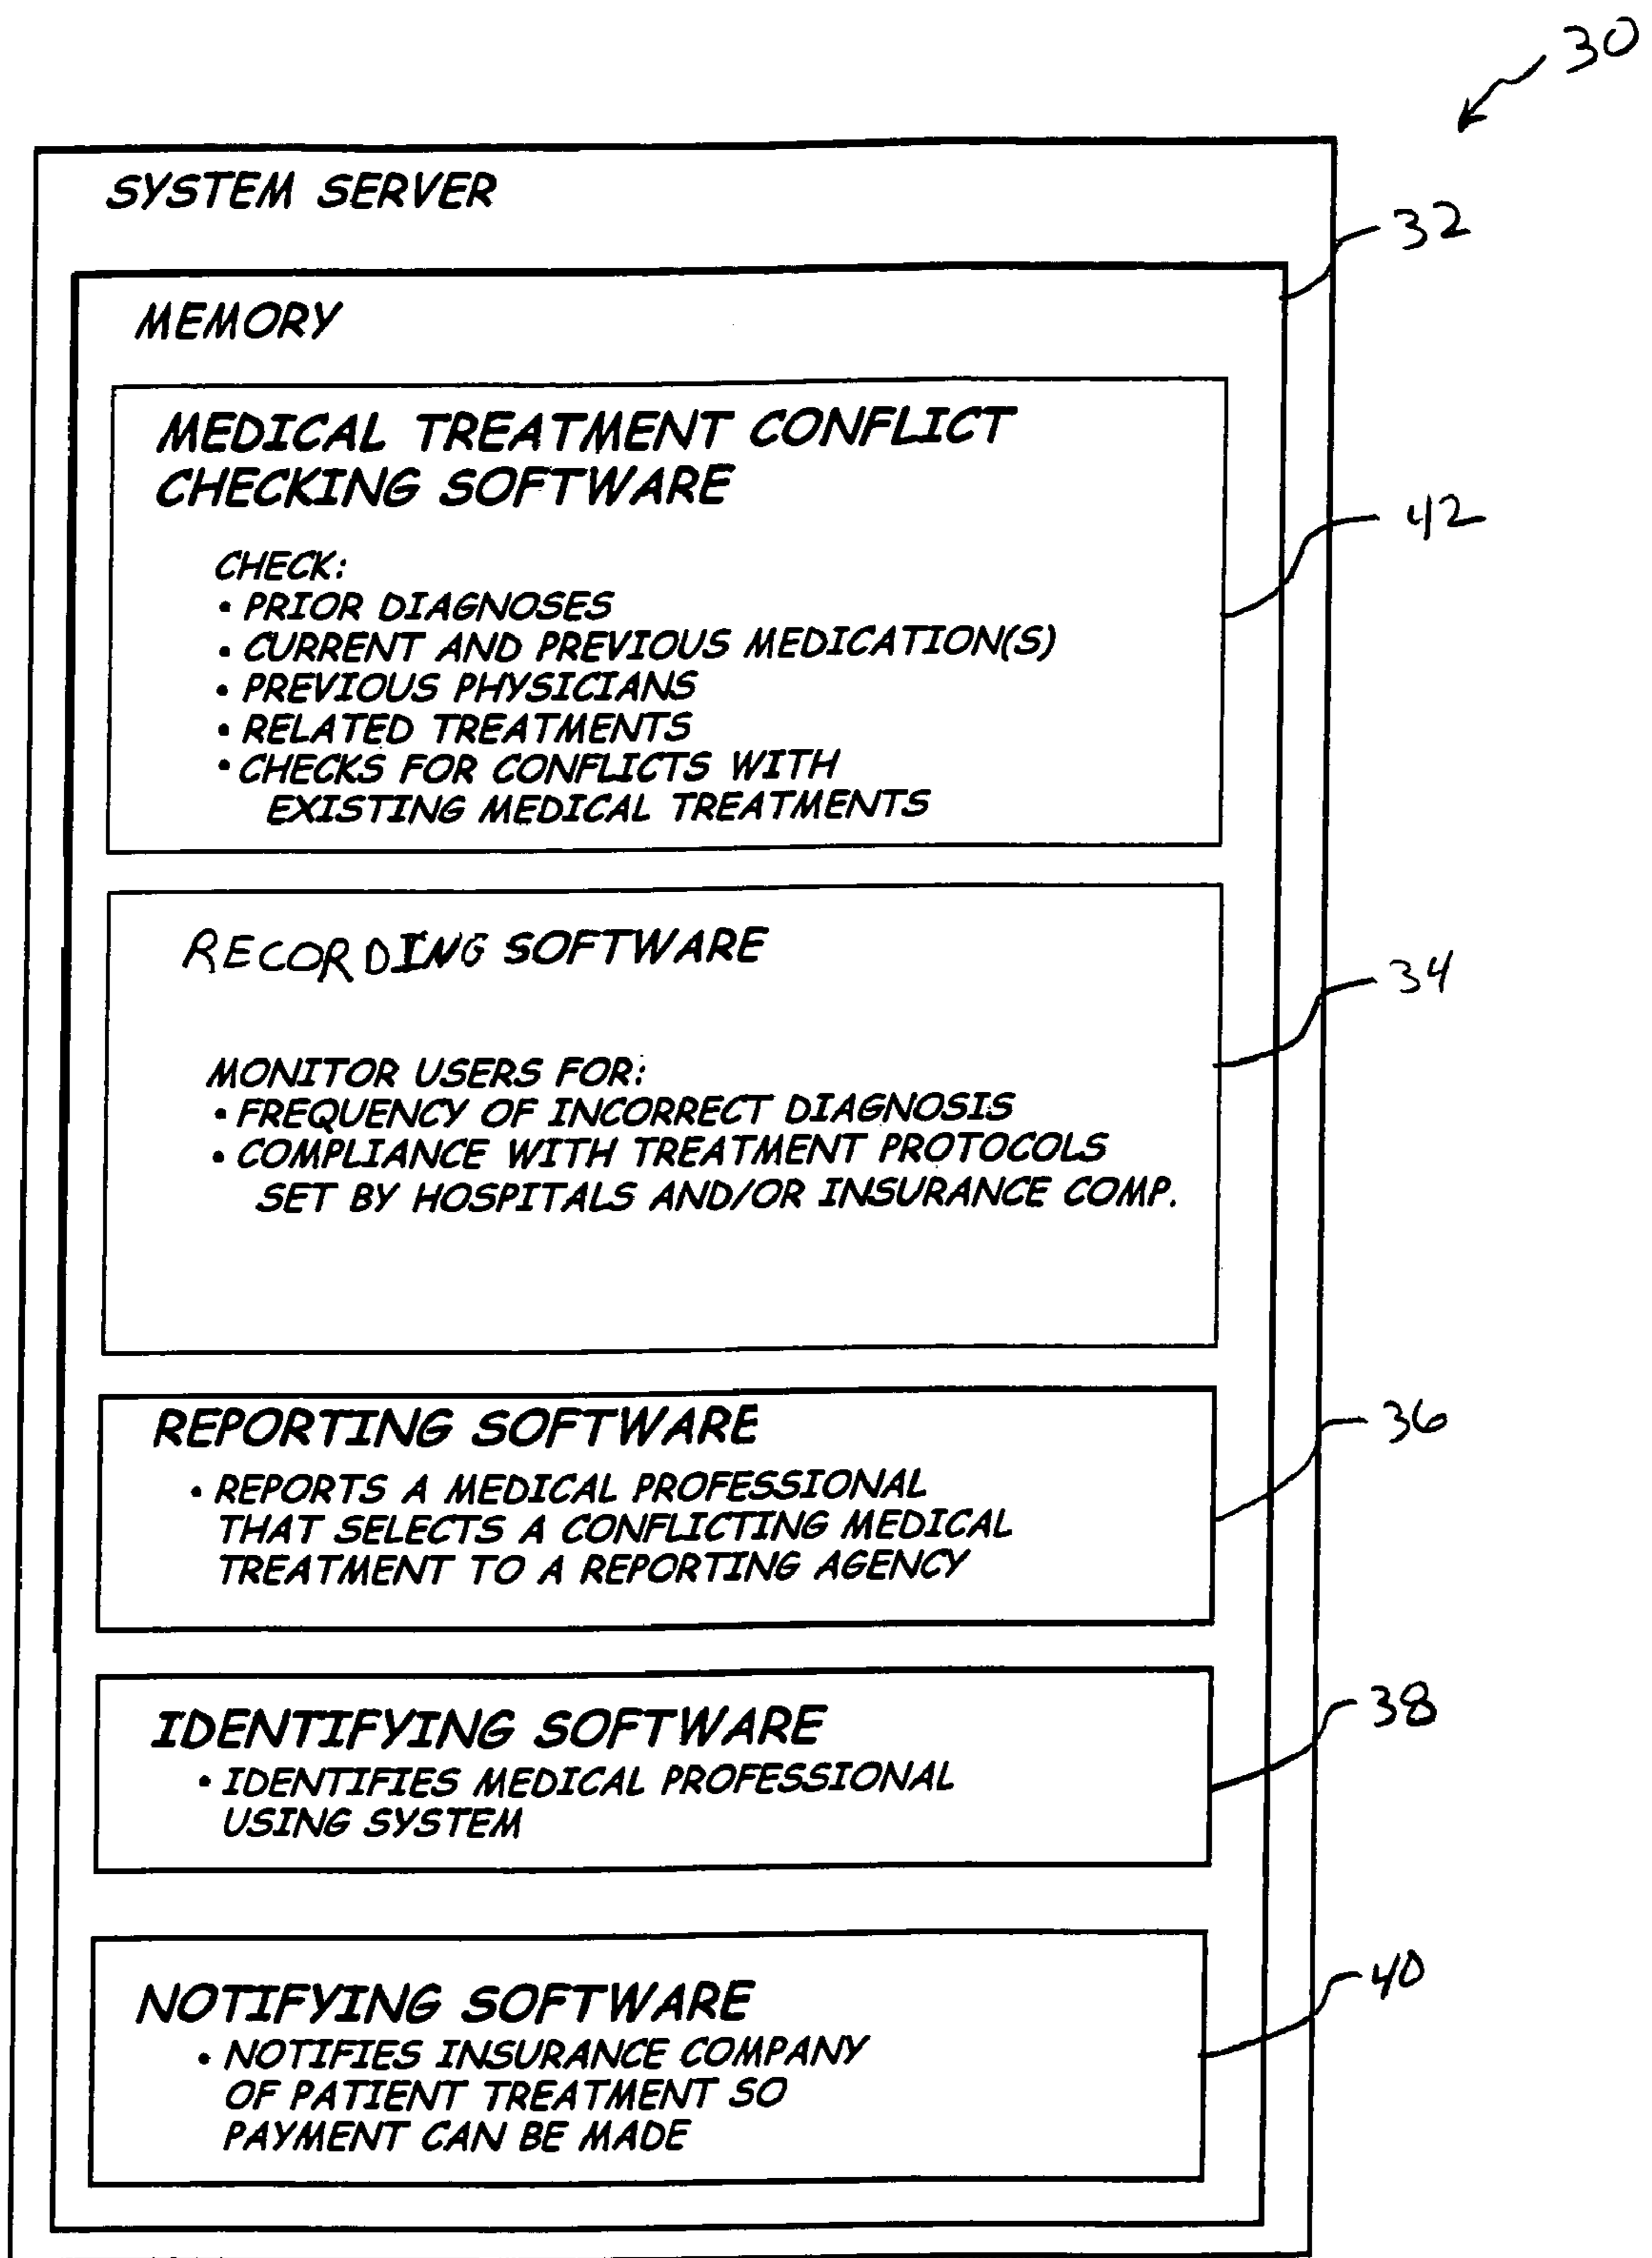 30
SYSTEM SERVER
32
MEMORY
MEDICAL TREATMENT CONFLICT
CHECKING SOFTWARE
42
CHECK:
• PRIOR DIAGNOSES
• CURRENT AND PREVIOUS MEDICATION(S)
• PREVIOUS PHYSICIANS
• RELATED TREATMENTS
• CHECKS FOR CONFLICTS WITH
EXISTING MEDICAL TREATMENTS
RECORDING SOFTWARE
34
MONITOR USERS FOR:
• FREQUENCY OF INCORRECT DIAGNOSIS
• COMPLIANCE WITH TREATMENT PROTOCOLS
SET BY HOSPITALS AND/OR INSURANCE COMP.
REPORTING SOFTWARE
36
• REPORTS A MEDICAL PROFESSIONAL
THAT SELECTS A CONFLICTING MEDICAL
TREATMENT TO A REPORTING AGENCY
IDENTIFYING SOFTWARE
38
• IDENTIFIES MEDICAL PROFESSIONAL
USING SYSTEM
NOTIFYING SOFTWARE
40
• NOTIFIES INSURANCE COMPANY
OF PATIENT TREATMENT SO
PAYMENT CAN BE MADE